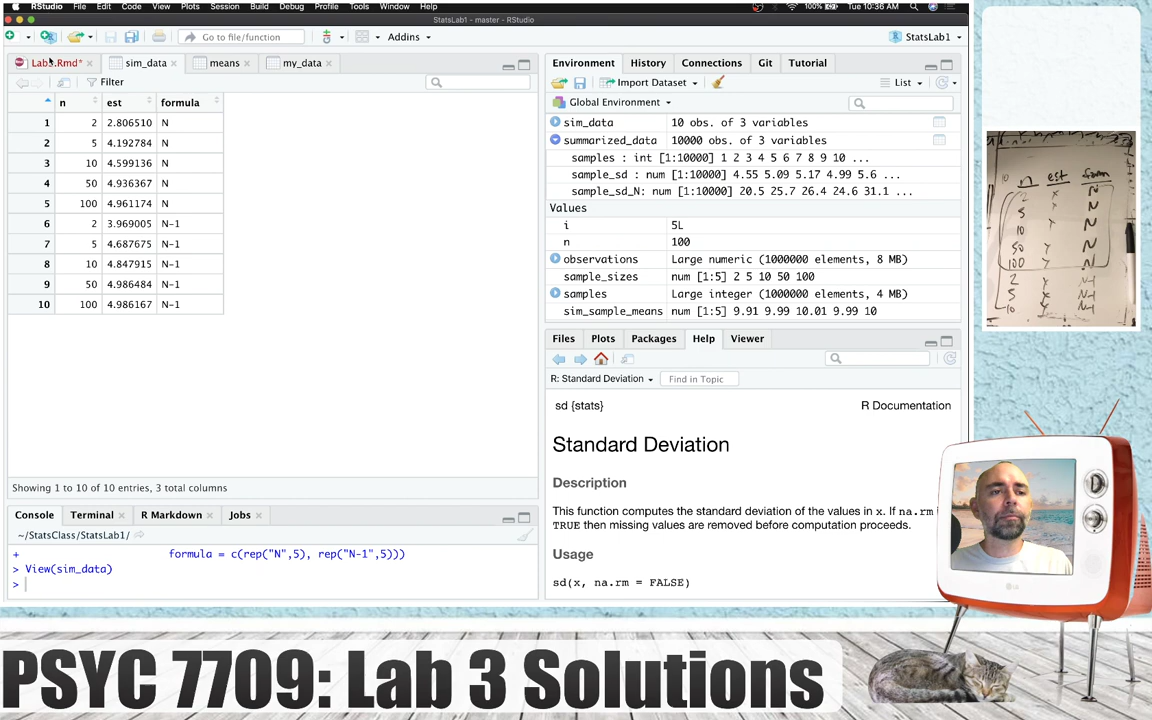 RStudio File Edit Code View Plots Session Build Debug Profile Tools Window Help 100% Tue 10:36 AM
StatsLab1 - master - RStudio
Go to file/function Addins StatsLab1
Lab3.Rmd* sim_data means my_data
Filter
n est formula
1 2 2.806510 N
2 5 4.192784 N
3 10 4.599136 N
4 50 4.936367 N
5 100 4.961174 N
6 2 3.969005 N-1
7 5 4.687675 N-1
8 10 4.847915 N-1
9 50 4.986484 N-1
10 100 4.986167 N-1
Showing 1 to 10 of 10 entries, 3 total columns
Console Terminal R Markdown Jobs
~/StatsClass/StatsLab1/
+ formula = c(rep("N",5), rep("N-1",5)))
> View(sim_data)
>
Environment History Connections Git Tutorial
Import Dataset List
Global Environment
sim_data 10 obs. of 3 variables
summarized_data 10000 obs. of 3 variables
samples : int [1:10000] 1 2 3 4 5 6 7 8 9 10 ...
sample_sd : num [1:10000] 4.55 5.09 5.17 4.99 5.6 ...
sample_sd_N: num [1:10000] 20.5 25.7 26.4 24.6 31.1 ...
Values
i 5L
n 100
observations Large numeric (1000000 elements, 8 MB)
sample_sizes num [1:5] 2 5 10 50 100
samples Large integer (1000000 elements, 4 MB)
sim_sample_means num [1:5] 9.91 9.99 10.01 9.99 10
Files Plots Packages Help Viewer
R: Standard Deviation Find in Topic
sd {stats} R Documentation
Standard Deviation
Description
This function computes the standard deviation of the values in x. If na.rm
TRUE then missing values are removed before computation proceeds.
Usage
sd(x, na.rm = FALSE)
n est form
2 x N
5 x N
10 x N
50 x N
100 x N
2 x N-1
5 x N-1
10 x N-1
LG
PSYC 7709: Lab 3 Solutions